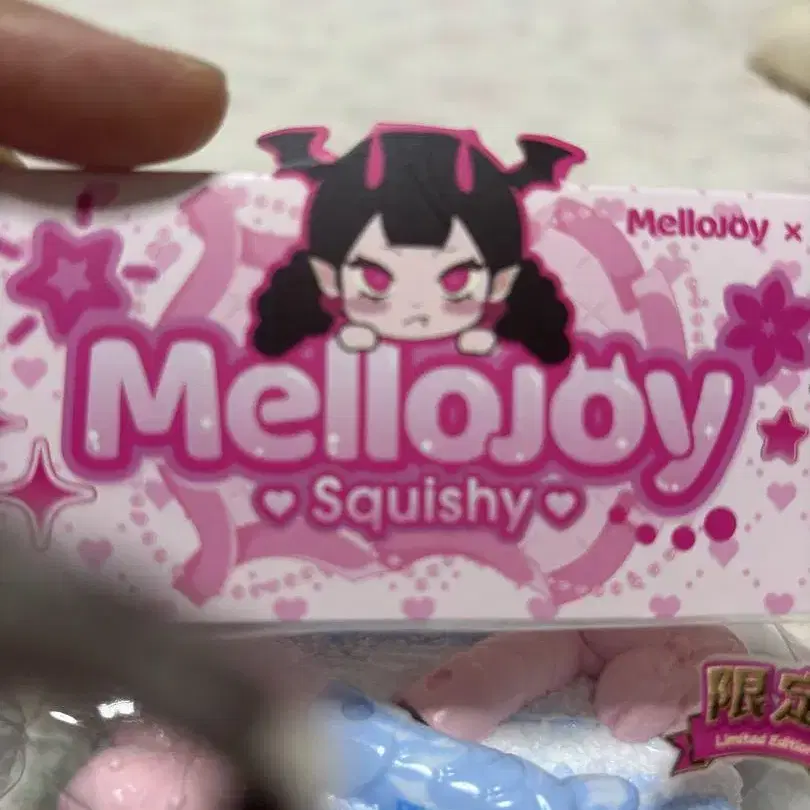 MelloJoy ×
MelloJoy
Squishy
限定
Limited Edition